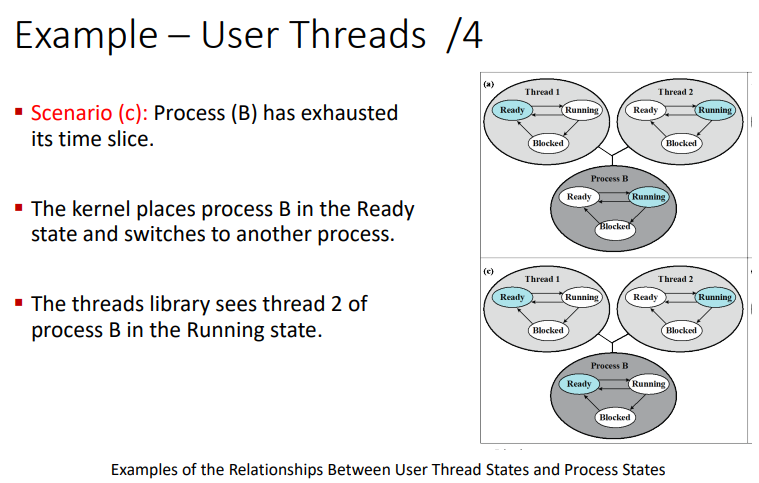 Example – User Threads /4
▪ Scenario (c): Process (B) has exhausted
its time slice.
▪ The kernel places process B in the Ready
state and switches to another process.
▪ The threads library sees thread 2 of
process B in the Running state.
(a)
Thread 1
Thread 2
Ready
Running
Ready
Running
Blocked
Blocked
Process B
Ready
Running
Blocked
(c)
Thread 1
Thread 2
Ready
Running
Ready
Running
Blocked
Blocked
Process B
Ready
Running
Blocked
Examples of the Relationships Between User Thread States and Process States